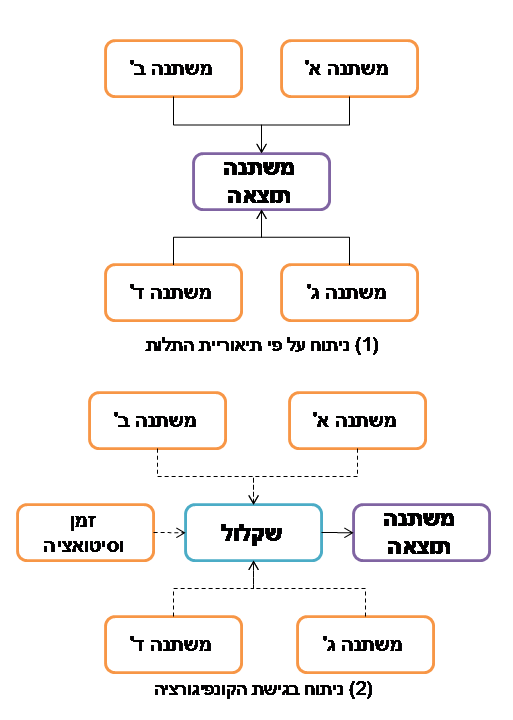 משתנה א'
משתנה ב'
משתנה
תוצאה
משתנה ג'
משתנה ד'
(1) ניתוח על פי תיאוריית התלות
משתנה א'
משתנה ב'
זמן
וסיטואציה
שקלול
משתנה
תוצאה
משתנה ג'
משתנה ד'
(2) ניתוח בגישת הקונפיגורציה